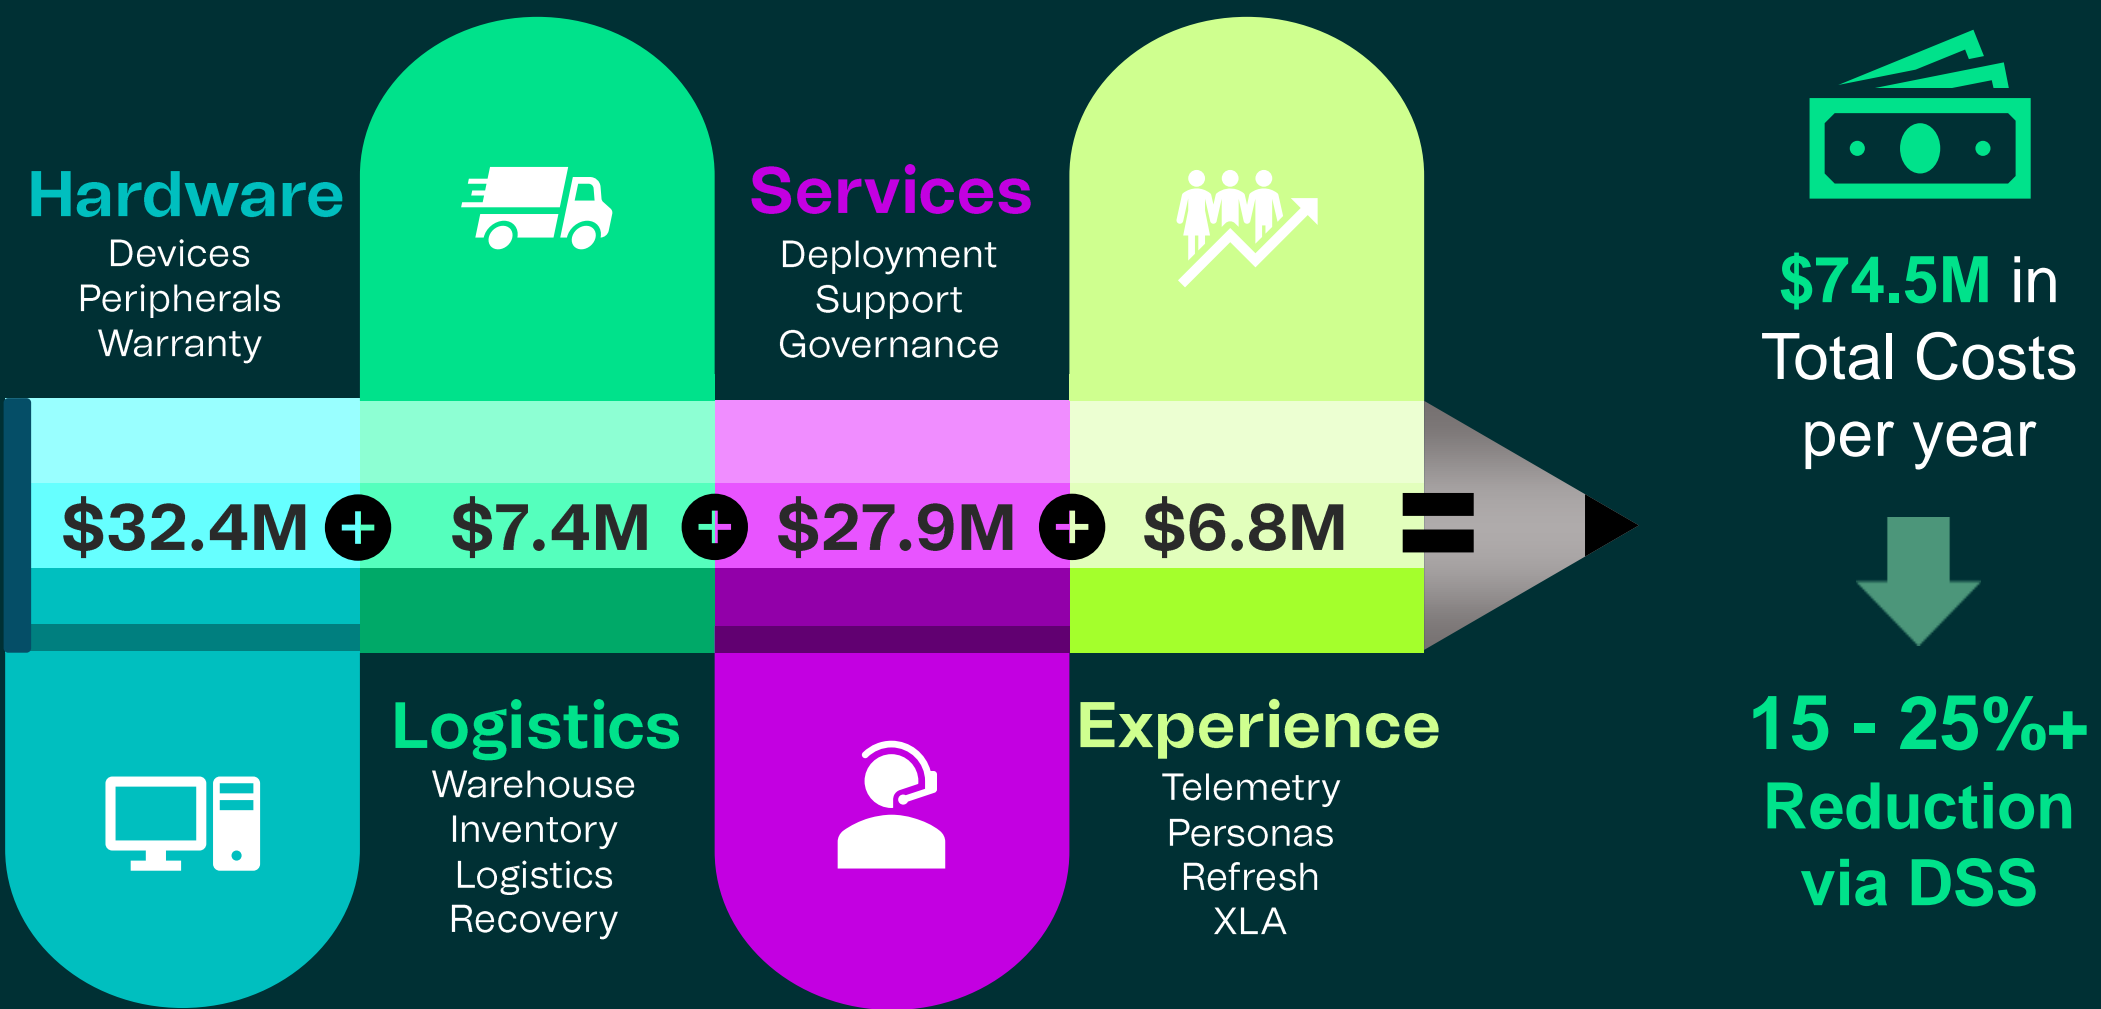 Hardware
Devices
Peripherals
Warranty
Services
Deployment
Support
Governance
$32.4M + $7.4M + $27.9M + $6.8M =
Logistics
Warehouse
Inventory
Logistics
Recovery
Experience
Telemetry
Personas
Refresh
XLA
$74.5M in
Total Costs
per year
15 - 25%+
Reduction
via DSS